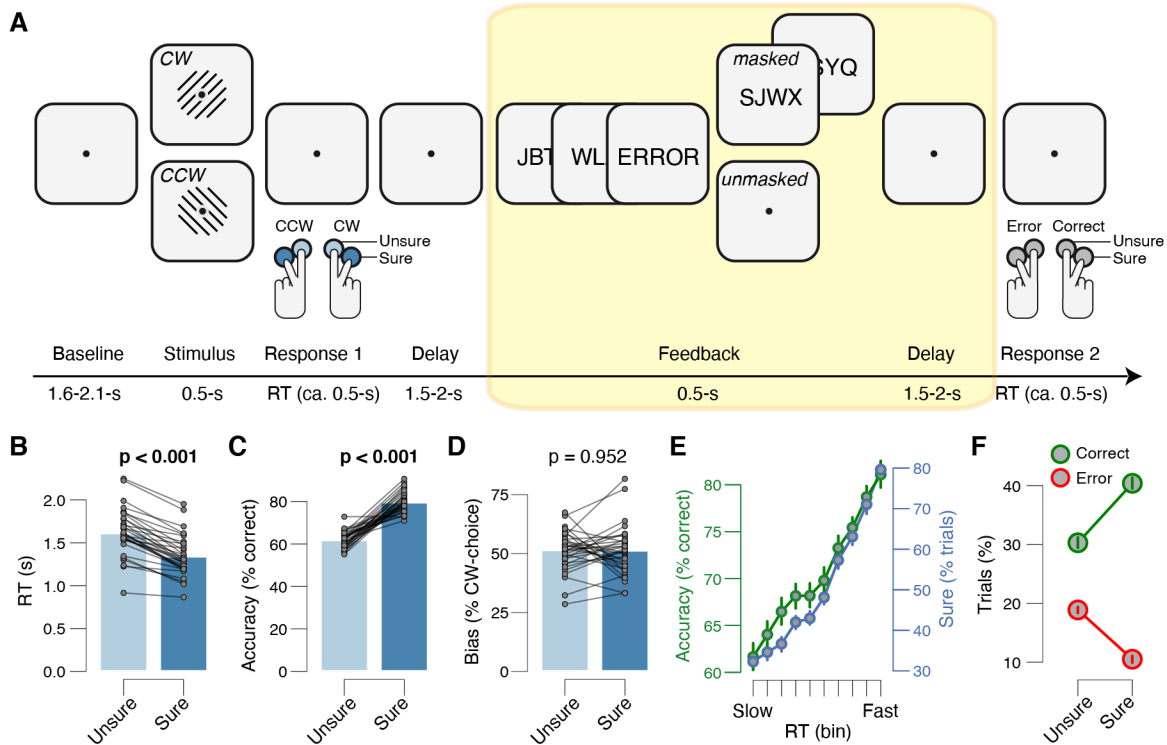 A
CW
CCW
JBT
WL
ERROR
masked
SJWX
SYQ
unmasked
CCW CW
Unsure
Sure
Error Correct
Unsure
Sure
Baseline Stimulus Response 1 Delay Feedback Delay Response 2
1.6-2.1-s 0.5-s RT (ca. 0.5-s) 1.5-2-s 0.5-s 1.5-2-s RT (ca. 0.5-s)
B
p < 0.001
RT (s)
2.0
1.5
1.0
0.5
0.0
Unsure
Sure
C
p < 0.001
Accuracy (% correct)
80
60
40
20
0
Unsure
Sure
D
p = 0.952
Bias (% CW-choice)
75
50
25
0
Unsure
Sure
E
Accuracy (% correct)
80
75
70
65
60
Sure (% trials)
80
70
60
50
40
30
Slow Fast
RT (bin)
F
Correct
Error
Trials (%)
40
30
20
10
Unsure
Sure